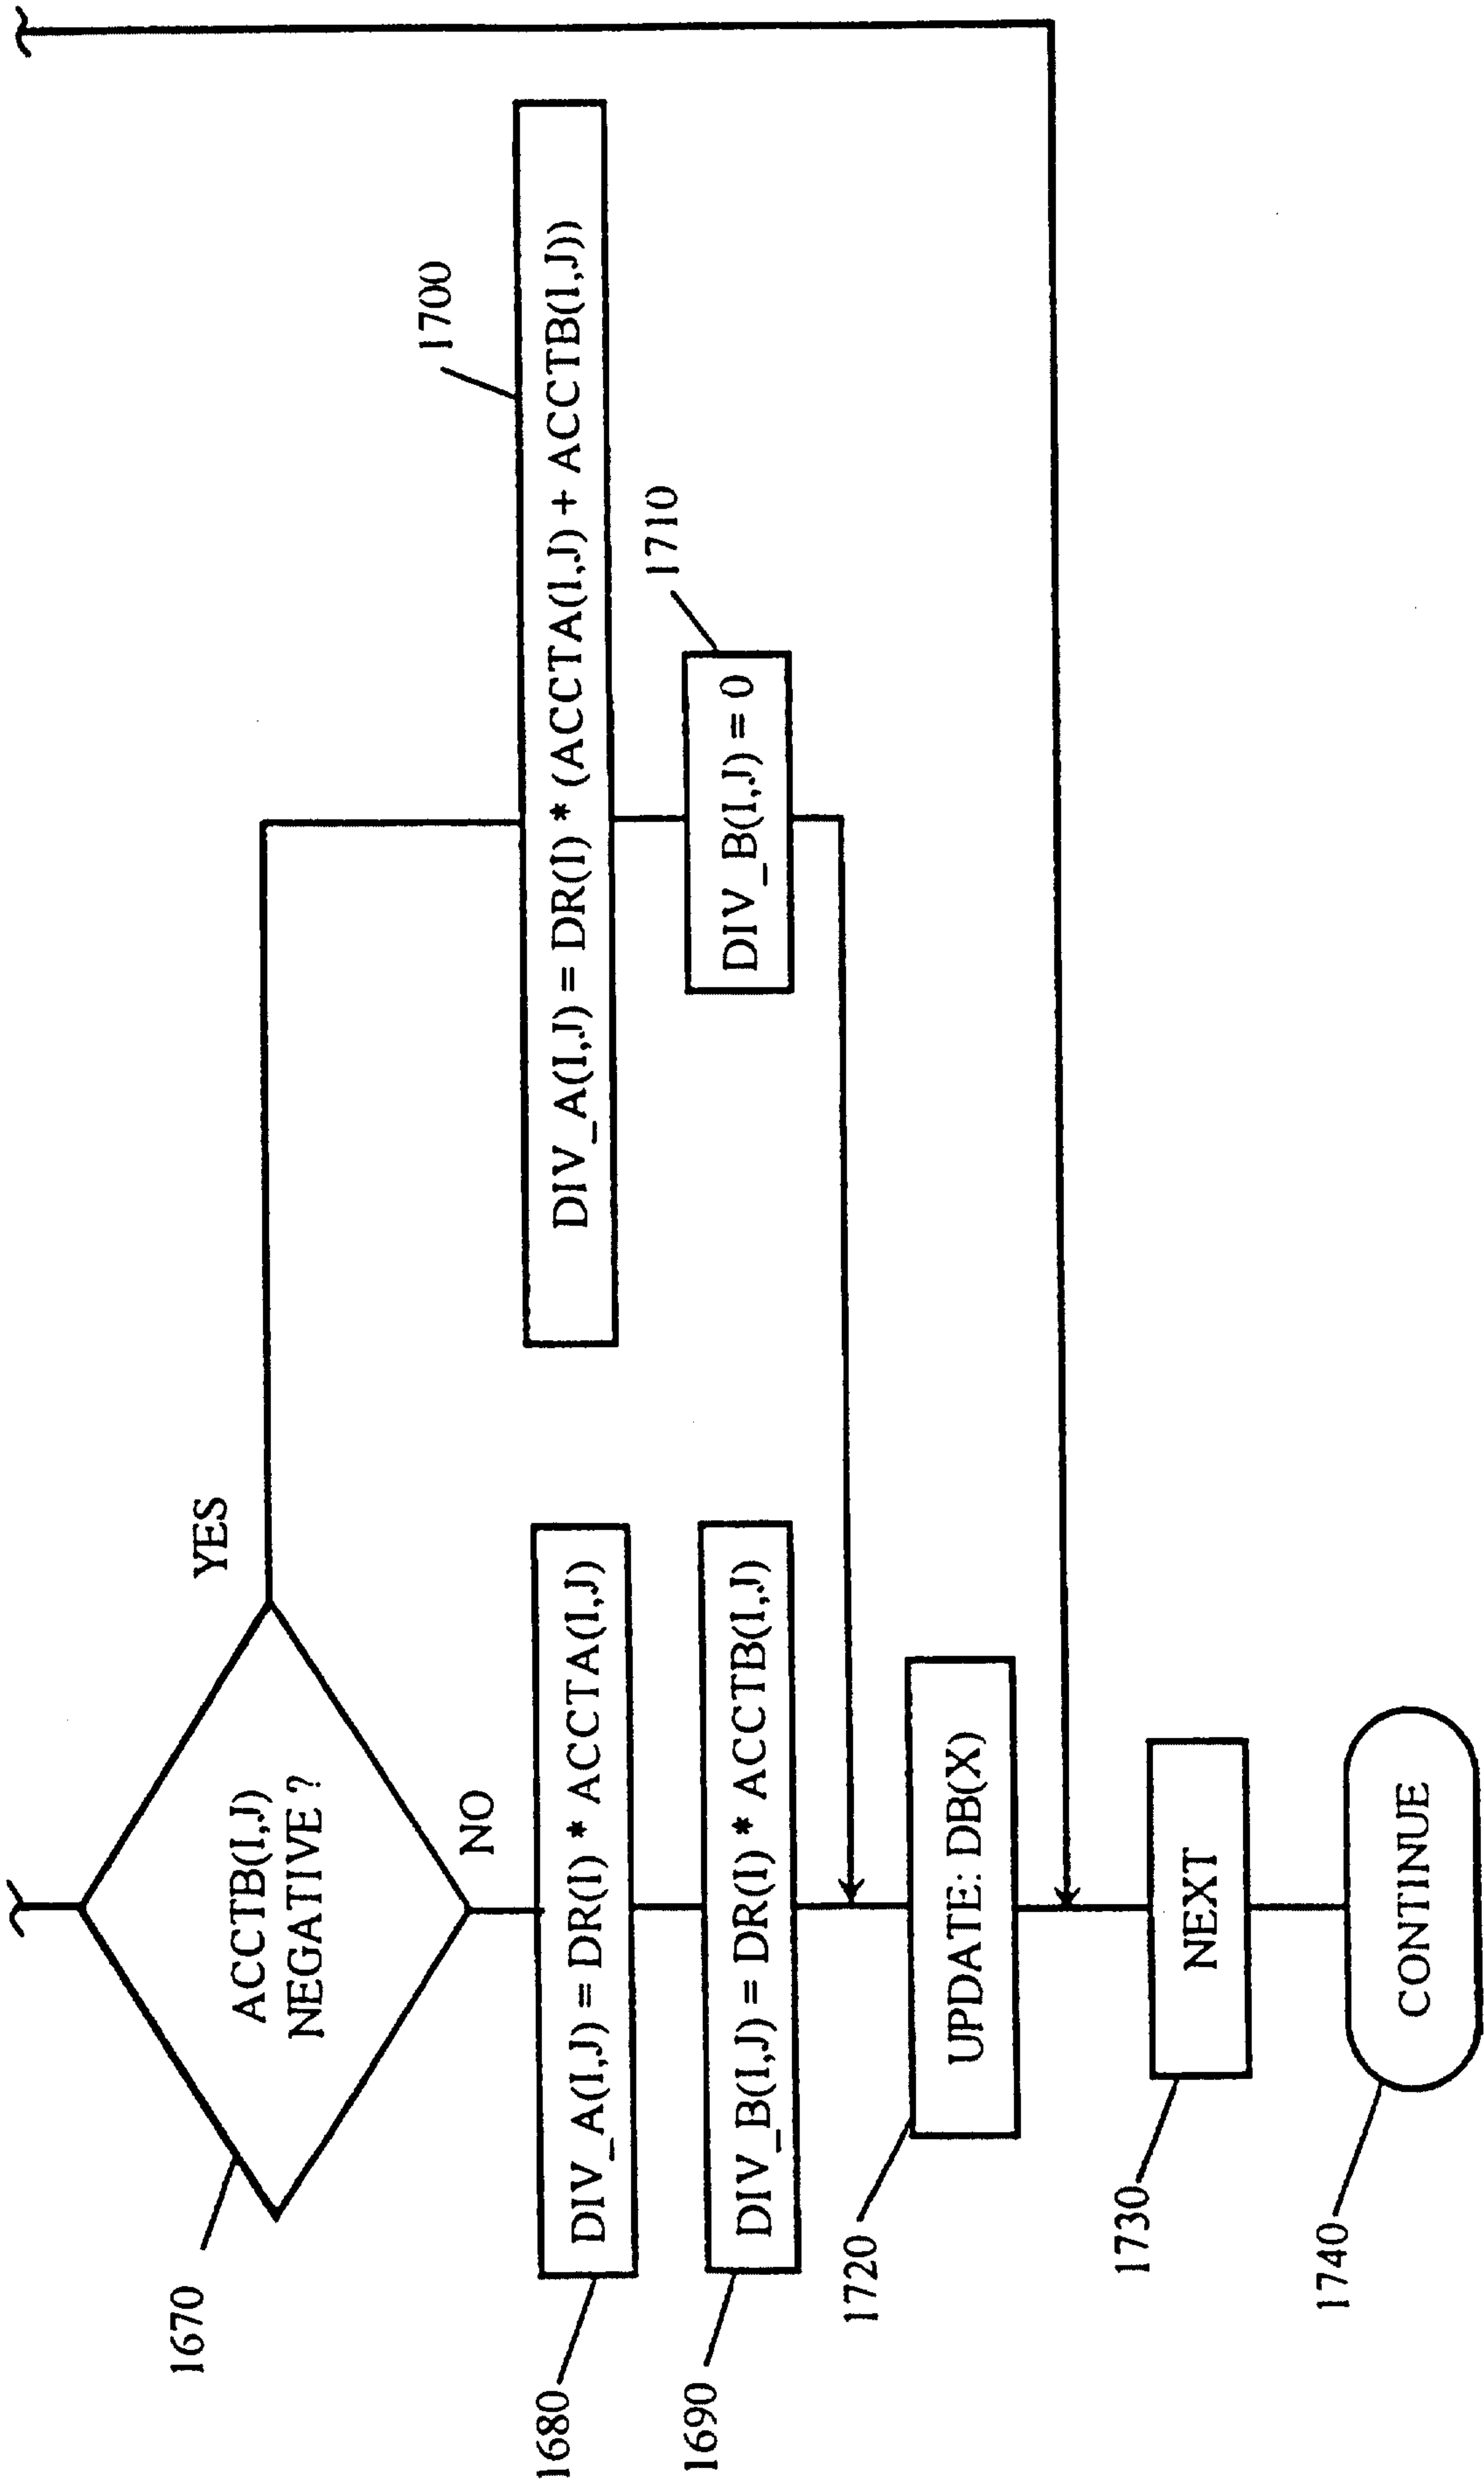 1670
ACCTB(I,J)
NEGATIVE ?
YES
NO
1680
DIV_A(I,J) = DR(I) * ACCTA(I,J)
1690
DIV_B(I,J) = DR(I) * ACCTB(I,J)
1700
DIV_A(I,J) = DR(I) * (ACCTA(I,J) + ACCTB(I,J))
1710
DIV_B(I,J) = 0
1720
UPDATE: DB(X)
1730
NEXT
1740
CONTINUE